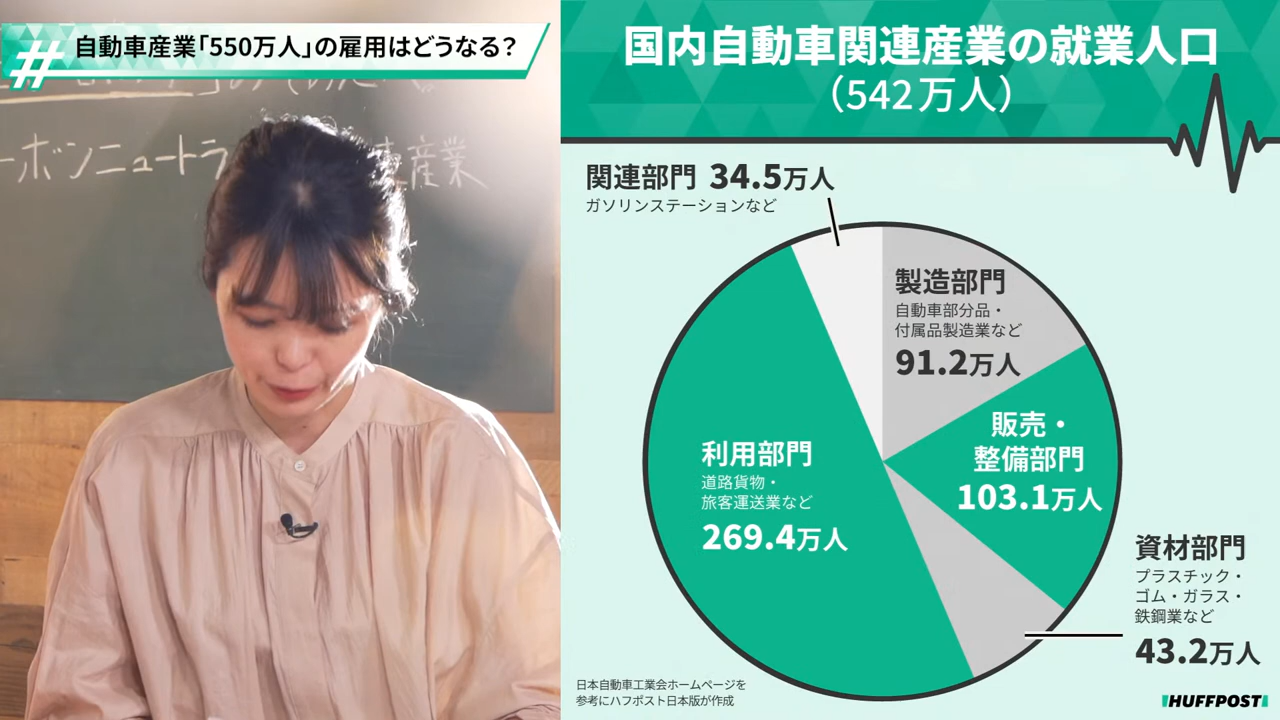 #自動車産業「550万人」の雇用はどうなる？
ーボンニュートラ
産業
国内自動車関連産業の就業人口
（542万人）
関連部門 34.5万人
ガソリンステーションなど
製造部門
自動車部分品・
付属品製造業など
91.2万人
販売・
整備部門
103.1万人
利用部門
道路貨物・
旅客運送業など
269.4万人
資材部門
プラスチック・
ゴム・ガラス・
鉄鋼業など
43.2万人
日本自動車工業会ホームページを
参考にハフポスト日本版が作成
HUFFPOST